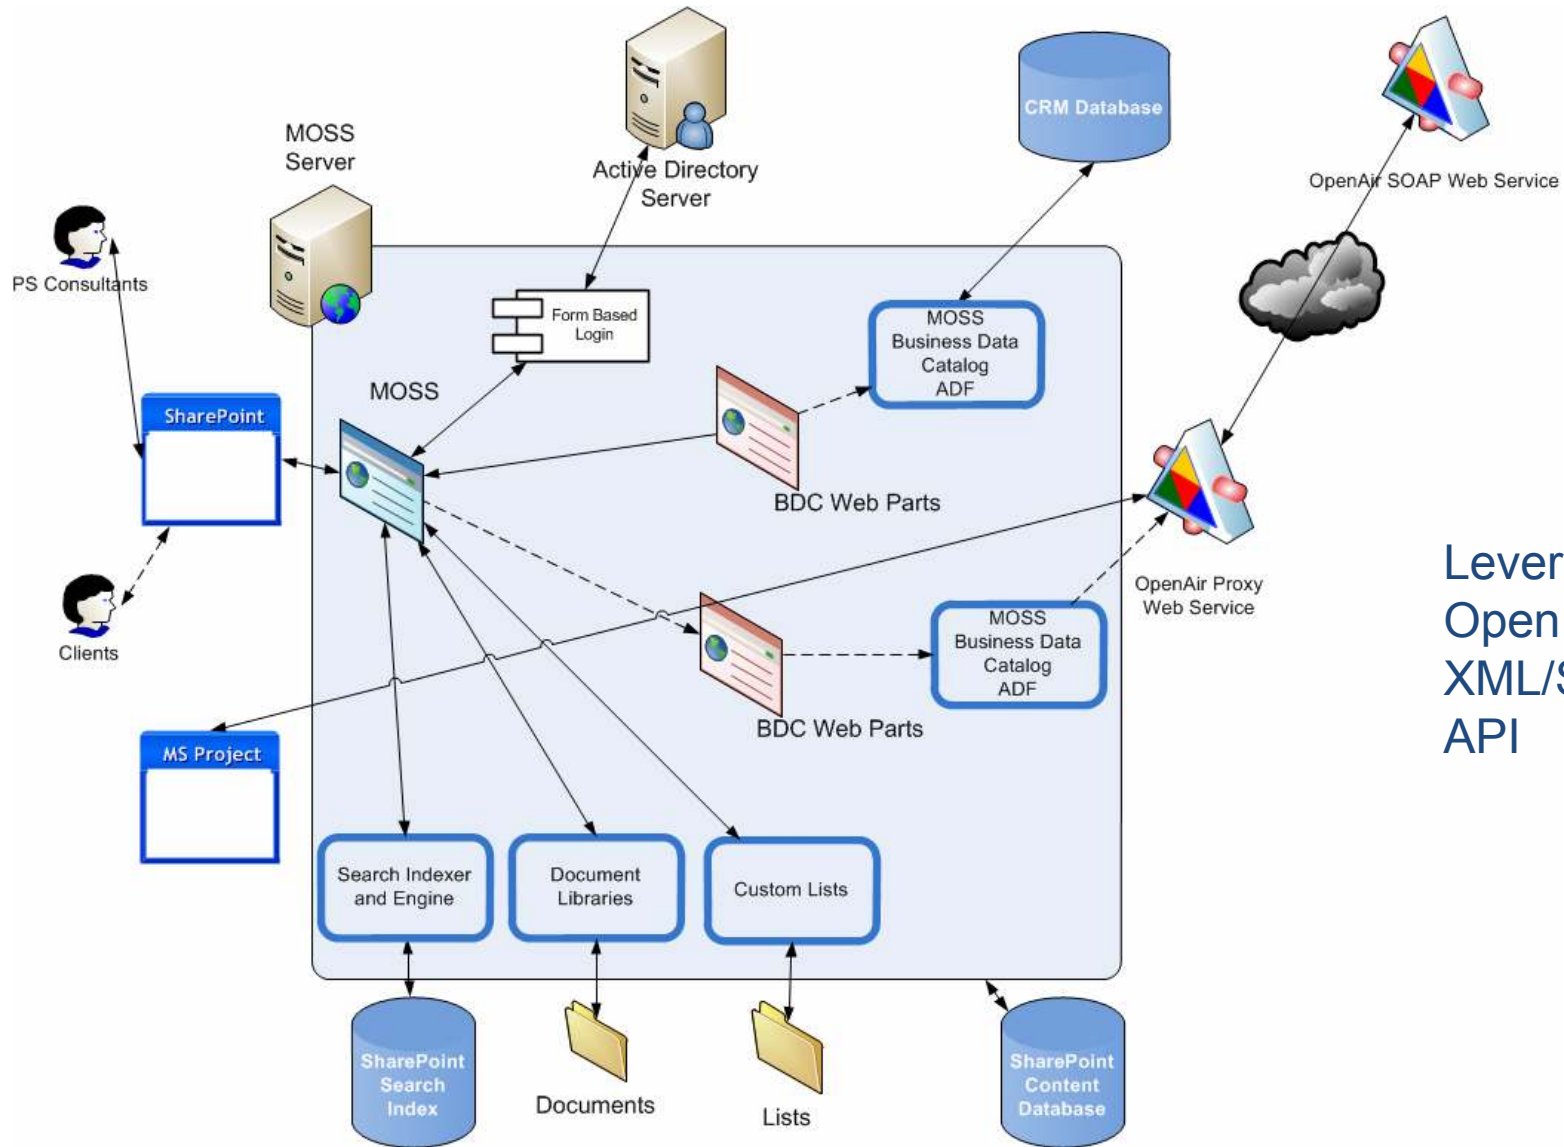 MOSS
Server
Active Directory
Server
CRM Database
OpenAir SOAP Web Service
PS Consultants
Form Based
Login
MOSS
Business Data
Catalog
ADF
MOSS
SharePoint
BDC Web Parts
OpenAir Proxy
Web Service
Clients
MOSS
Business Data
Catalog
ADF
BDC Web Parts
MS Project
Open
XML/
API
Search Indexer
and Engine
Document
Libraries
Custom Lists
SharePoint
Search
Index
Documents
Lists
SharePoint
Content
Database